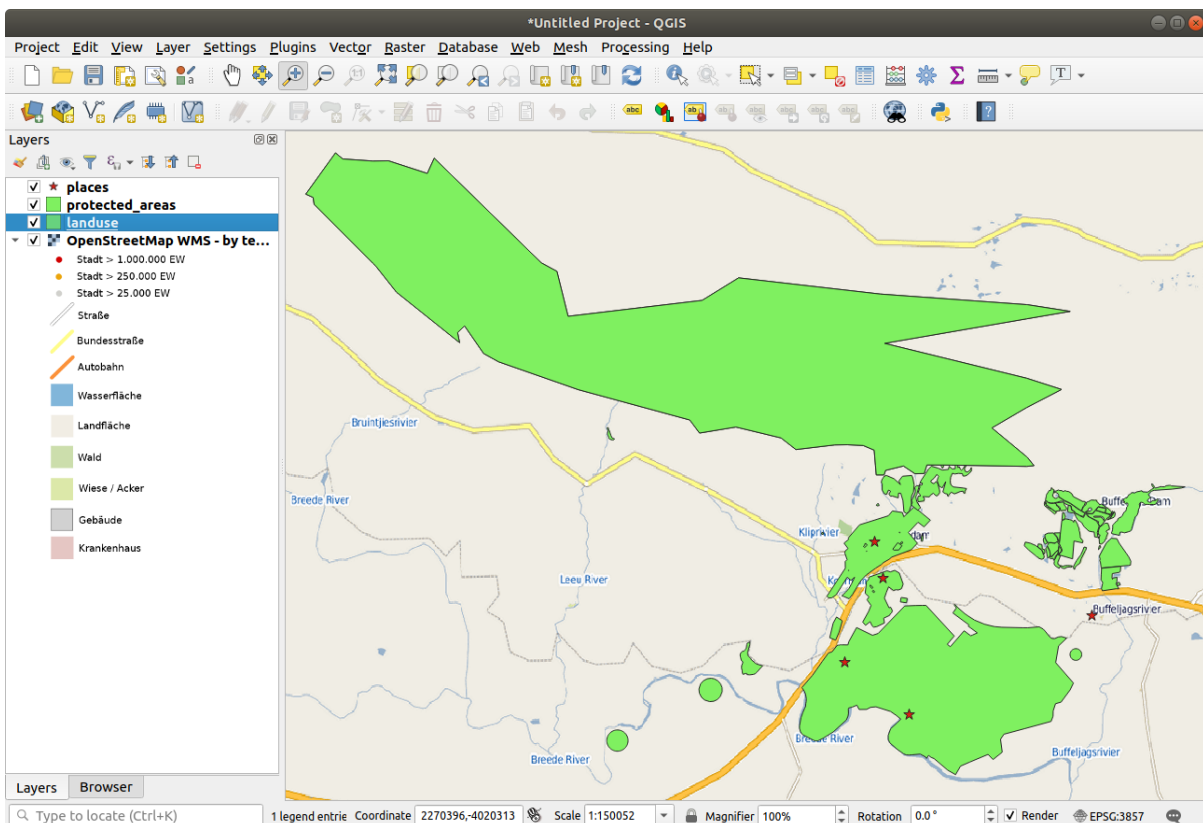 *Untitled Project - QGIS
Project Edit View Layer Settings Plugins Vector Raster Database Web Mesh Processing Help
Layers
places
protected_areas
landuse
OpenStreetMap WMS - by te...
Stadt > 1.000.000 EW
Stadt > 250.000 EW
Stadt > 25.000 EW
Straße
Bundesstraße
Autobahn
Wasserfläche
Landfläche
Wald
Wiese / Acker
Gebäude
Krankenhaus
Bruintjiesrivier
Breede River
Kliprivier
dam
Buffe
Dam
Leeu River
Buffeljagsrivier
Breede River
Breede River
Buffeljagsrivier
Layers Browser
Type to locate (Ctrl+K) 1 legend entrie Coordinate 2270396,-4020313 Scale 1:150052 Magnifier 100% Rotation 0.0 ° Render EPSG:3857